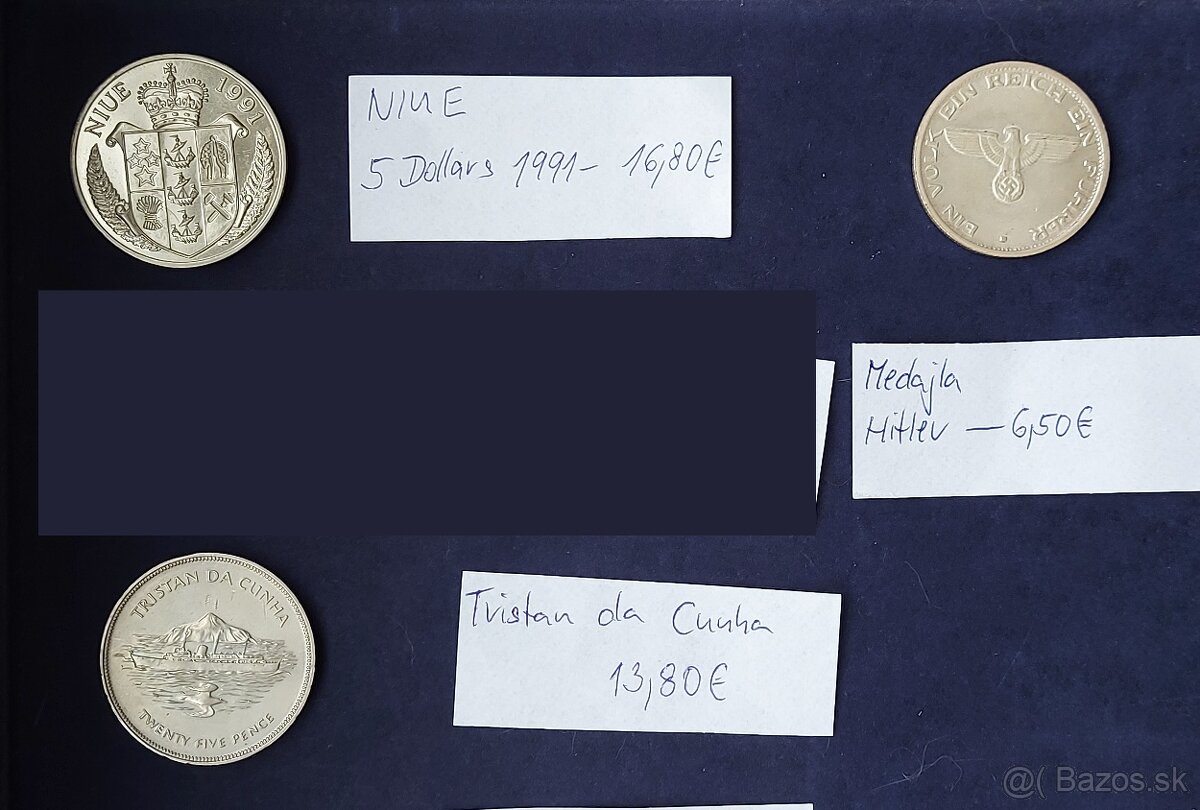 NIUE 1991
NIUE
5 Dollars 1991- 16,80€
EIN VOLK EIN REICH EIN FÜHRER
D
Medajla
Hitler — 6,50€
TRISTAN DA CUNHA
TWENTY FIVE PENCE
Tristan da Cunha
13,80€
@( Bazos.sk